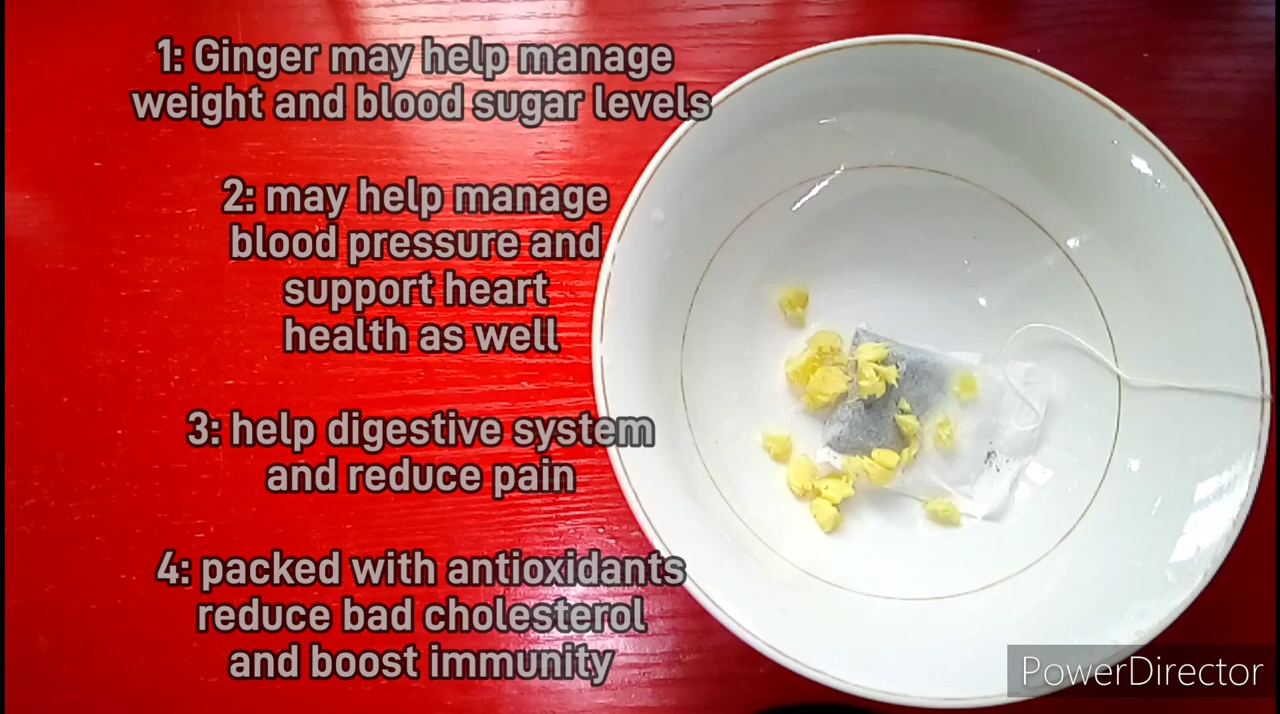 1: Ginger may help manage
weight and blood sugar levels
2: may help manage
blood pressure and
support heart
health as well
3: help digestive system
and reduce pain
4: packed with antioxidants
reduce bad cholesterol
and boost immunity
PowerDirector